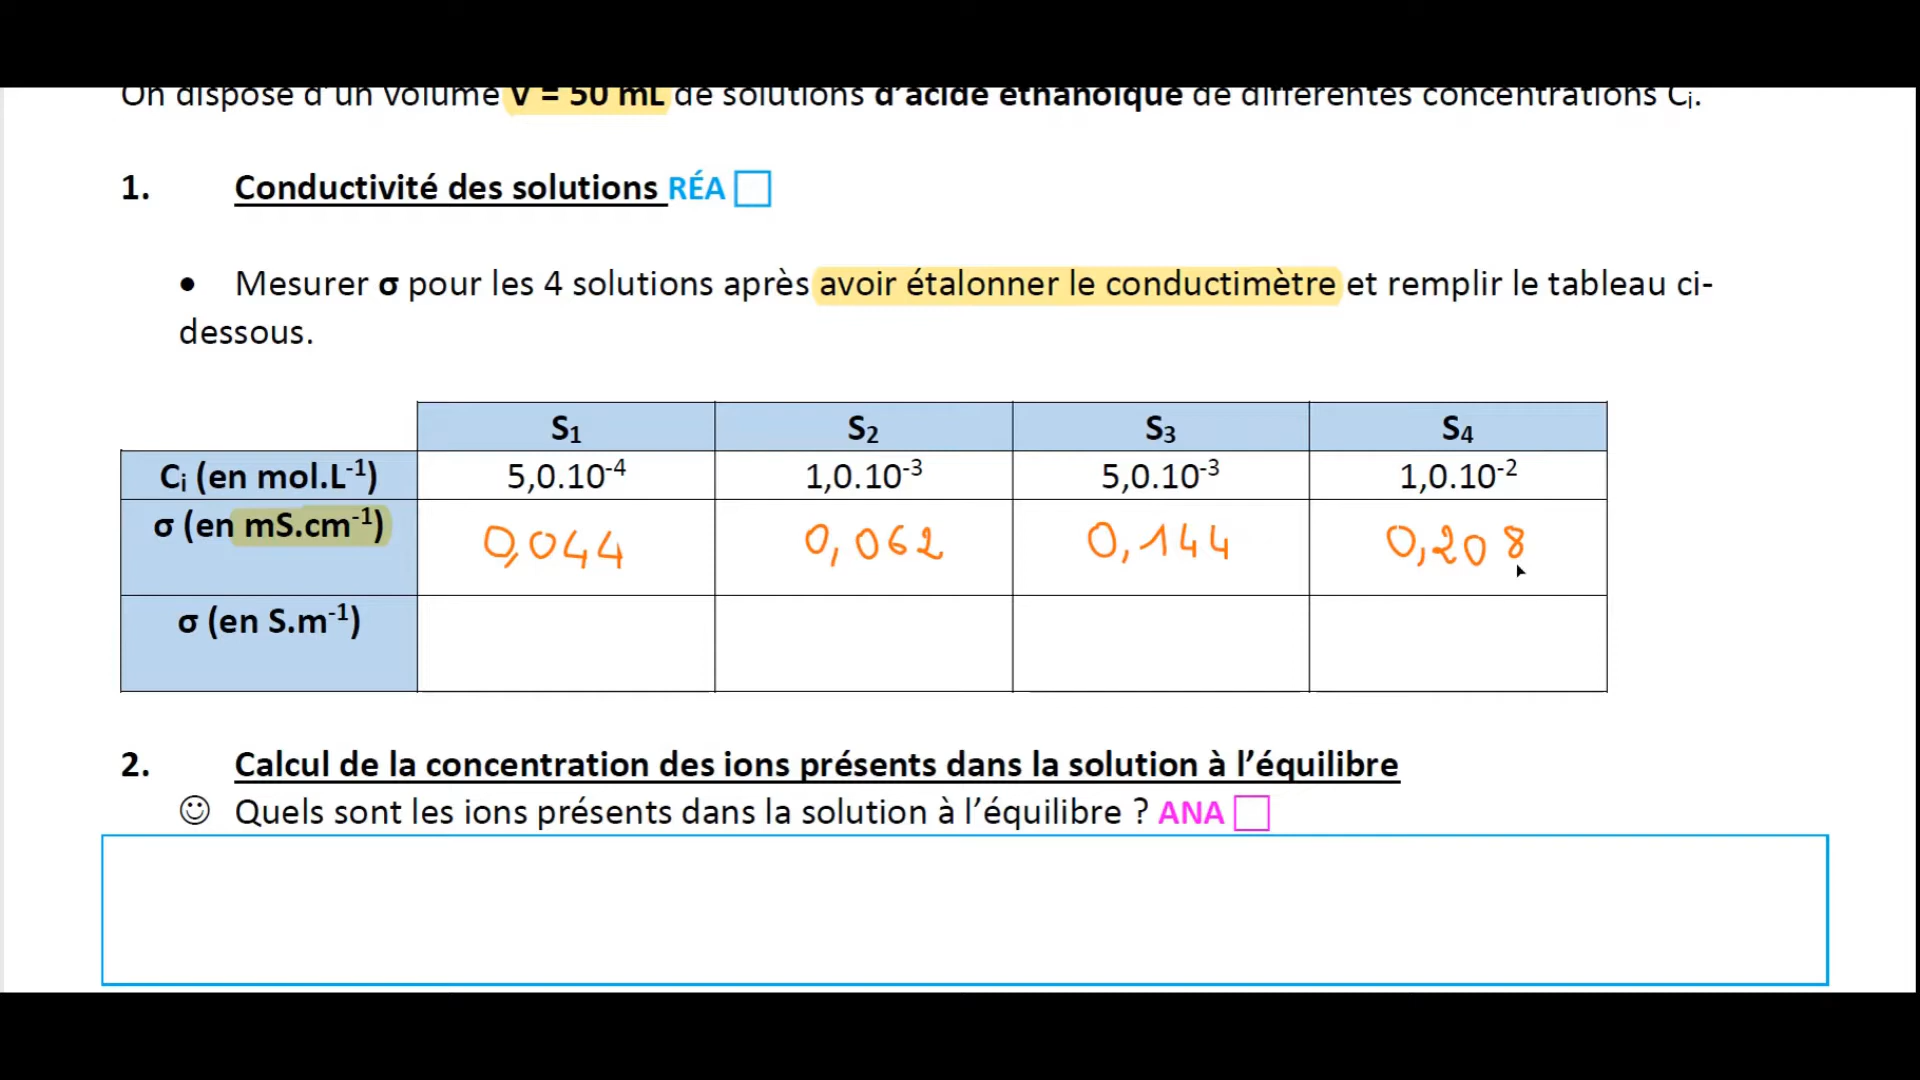 On dispose d'un volume V = 50 mL de solutions d'acide éthanoïque de différentes concentrations Cᵢ.
1. Conductivité des solutions RÉA
• Mesurer σ pour les 4 solutions après avoir étalonner le conductimètre et remplir le tableau ci-
dessous.
S₁ S₂ S₃ S₄
Cᵢ (en mol.L⁻¹) 5,0.10⁻⁴ 1,0.10⁻³ 5,0.10⁻³ 1,0.10⁻²
σ (en mS.cm⁻¹) 0,044 0,062 0,144 0,208
σ (en S.m⁻¹)
2. Calcul de la concentration des ions présents dans la solution à l'équilibre
☺ Quels sont les ions présents dans la solution à l'équilibre ? ANA